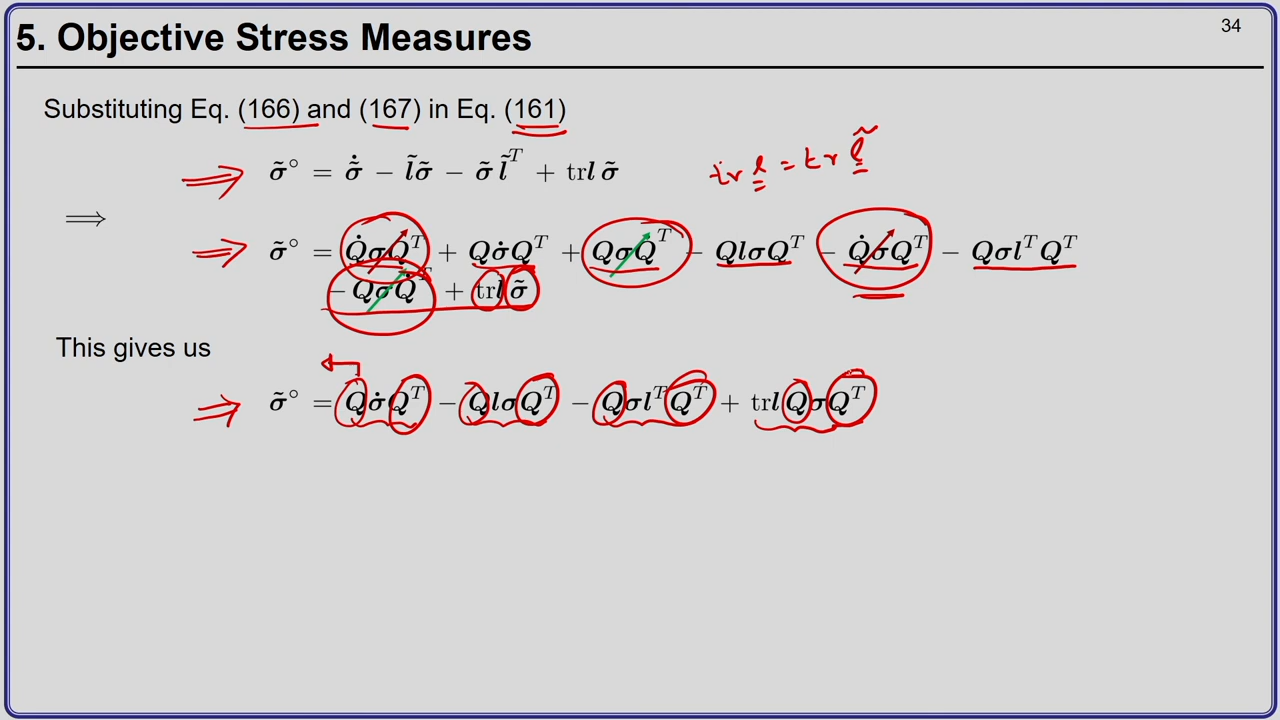 34
5. Objective Stress Measures
Substituting Eq. (166) and (167) in Eq. (161)
σ̃° = σ̃̇ − l̃σ̃ − σ̃ l̃ᵀ + trl σ̃
tr l = tr l̃
⟹
σ̃° = Q̇σQᵀ + Qσ̇Qᵀ + QσQ̇ᵀ − QlσQᵀ − Q̇σQᵀ − QσlᵀQᵀ
− QσQ̇ᵀ + trl σ̃
This gives us
σ̃° = Qσ̇Qᵀ − QlσQᵀ − QσlᵀQᵀ + trl QσQᵀ